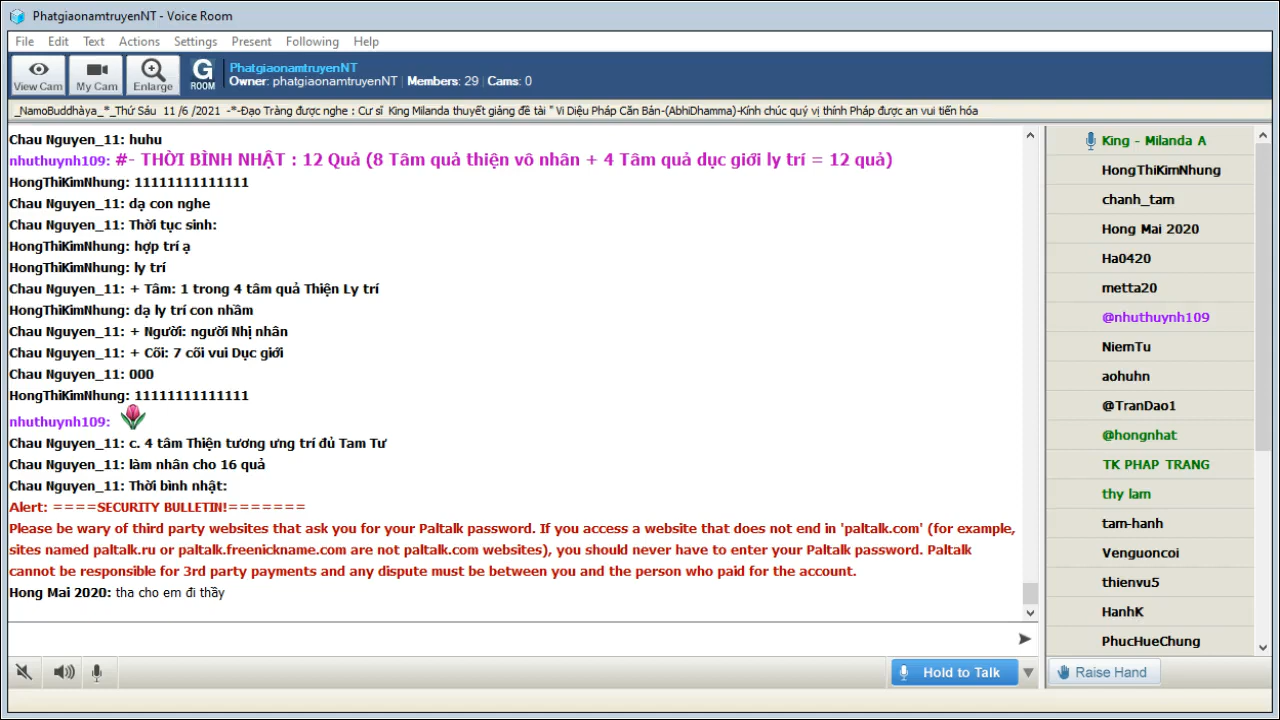 PhatgiaonamtruyenNT - Voice Room
File Edit Text Actions Settings Present Following Help
View Cam My Cam Enlarge G ROOM
PhatgiaonamtruyenNT
Owner: phatgiaonamtruyenNT Members: 29 Cams: 0
_NamoBuddhàya_*_Thứ Sáu 11 /6 /2021 -*-Đạo Tràng được nghe : Cư sĩ King Milanda thuyết giảng đề tài " Vi Diệu Pháp Căn Bản-(AbhiDhamma)-Kính chúc quý vị thính Pháp được an vui tiến hóa
Chau Nguyen_11: huhu
nhuthuynh109: #- THỜI BÌNH NHẬT : 12 Quả (8 Tâm quả thiện vô nhân + 4 Tâm quả dục giới ly trí = 12 quả)
HongThiKimNhung: 11111111111111
Chau Nguyen_11: dạ con nghe
Chau Nguyen_11: Thời tục sinh:
HongThiKimNhung: hợp trí ạ
HongThiKimNhung: ly trí
Chau Nguyen_11: + Tâm: 1 trong 4 tâm quả Thiện Ly trí
HongThiKimNhung: dạ ly trí con nhầm
Chau Nguyen_11: + Người: người Nhị nhân
Chau Nguyen_11: + Cõi: 7 cõi vui Dục giới
Chau Nguyen_11: 000
HongThiKimNhung: 11111111111111
nhuthuynh109:
Chau Nguyen_11: c. 4 tâm Thiện tương ưng trí đủ Tam Tư
Chau Nguyen_11: làm nhân cho 16 quả
Chau Nguyen_11: Thời bình nhật:
Alert: ====SECURITY BULLETIN!=======
Please be wary of third party websites that ask you for your Paltalk password. If you access a website that does not end in 'paltalk.com' (for example,
sites named paltalk.ru or paltalk.freenickname.com are not paltalk.com websites), you should never have to enter your Paltalk password. Paltalk
cannot be responsible for 3rd party payments and any dispute must be between you and the person who paid for the account.
Hong Mai 2020: tha cho em đi thầy
King - Milanda A
HongThiKimNhung
chanh_tam
Hong Mai 2020
Ha0420
metta20
@nhuthuynh109
NiemTu
aohuhn
@TranDao1
@hongnhat
TK PHAP TRANG
thy lam
tam-hanh
Venguoncoi
thienvu5
HanhK
PhucHueChung
Hold to Talk
Raise Hand